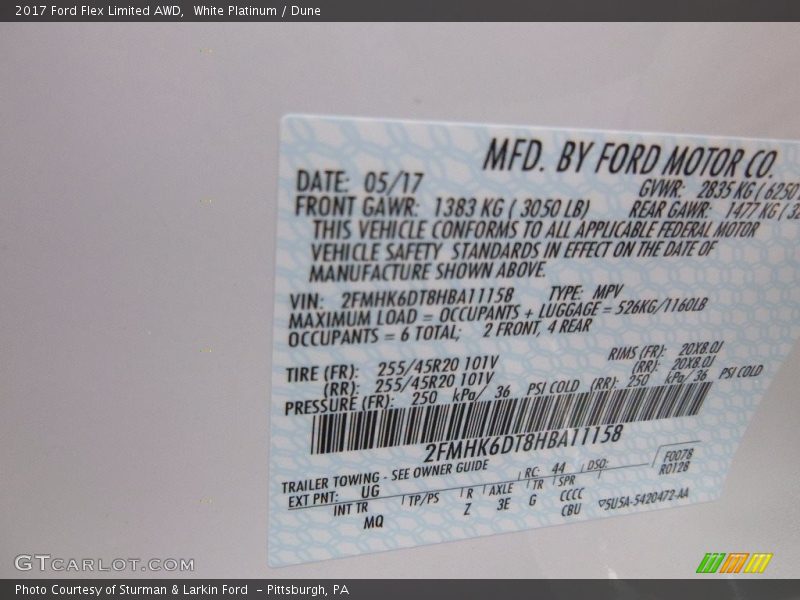 2017 Ford Flex Limited AWD,  White Platinum / Dune
MFD. BY FORD MOTOR CO.
DATE: 05/17 GVWR: 2835 KG ( 6250
FRONT GAWR: 1383 KG ( 3050 LB) REAR GAWR: 1477 KG ( 32
THIS VEHICLE CONFORMS TO ALL APPLICABLE FEDERAL MOTOR
VEHICLE SAFETY STANDARDS IN EFFECT ON THE DATE OF
MANUFACTURE SHOWN ABOVE.
VIN: 2FMHK6DT8HBA11158 TYPE: MPV
MAXIMUM LOAD = OCCUPANTS + LUGGAGE = 526KG/1160LB
OCCUPANTS = 6 TOTAL; 2 FRONT, 4 REAR
TIRE (FR): 255/45R20 101V RIMS (FR): 20X8.0J
(RR): 255/45R20 101V (RR): 20X8.0J
PRESSURE (FR): 250 kPa/ 36 PSI COLD (RR): 250 kPa/ 36 PSI COLD
2FMHK6DT8HBA11158
TRAILER TOWING - SEE OWNER GUIDE
EXT PNT: UG RC: 44 DSO: F0078
R0128
INT TR TP/PS R AXLE TR SPR
MQ Z 3E G CCCC
CBU 5U5A-5420472-AA
GTCARLOT.COM
Photo Courtesy of Sturman & Larkin Ford  - Pittsburgh, PA